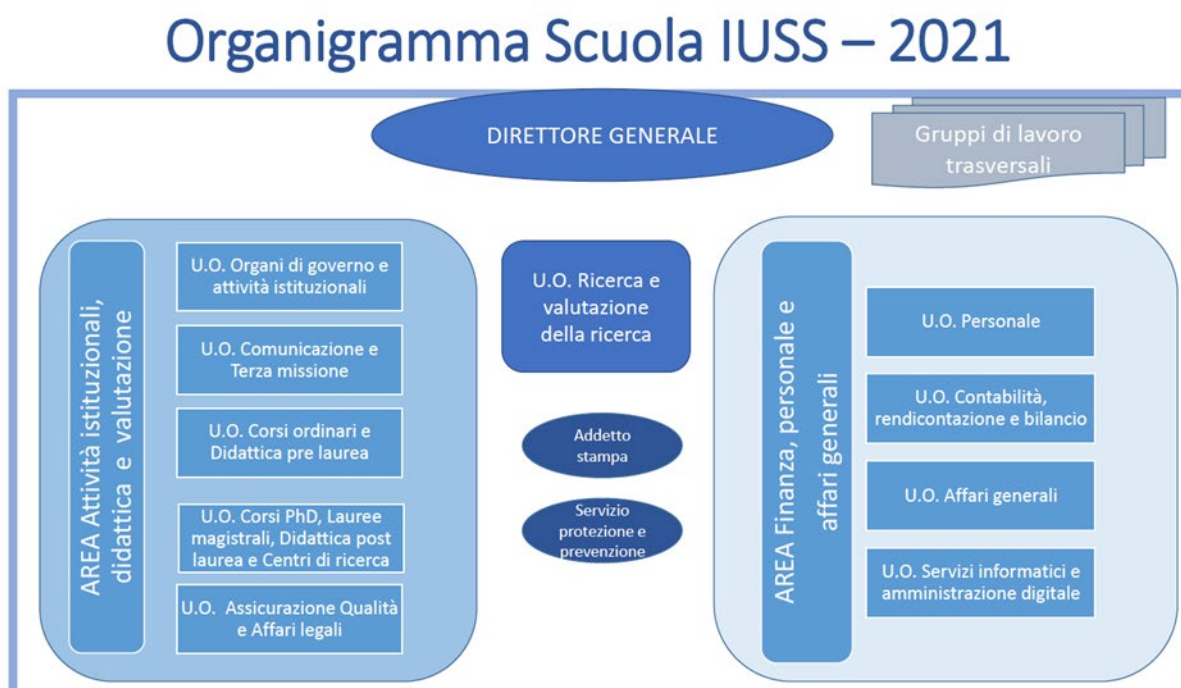 Organigramma Scuola IUSS – 2021
DIRETTORE GENERALE
Gruppi di lavoro
trasversali
AREA Attività istituzionali,
didattica e valutazione
U.O. Organi di governo e
attività istituzionali
U.O. Comunicazione e
Terza missione
U.O. Corsi ordinari e
Didattica pre laurea
U.O. Corsi PhD, Lauree
magistrali, Didattica post
laurea e Centri di ricerca
U.O. Assicurazione Qualità
e Affari legali
U.O. Ricerca e
valutazione
della ricerca
Addetto
stampa
Servizio
protezione e
prevenzione
AREA Finanza, personale e
affari generali
U.O. Personale
U.O. Contabilità,
rendicontazione e bilancio
U.O. Affari generali
U.O. Servizi informatici e
amministrazione digitale